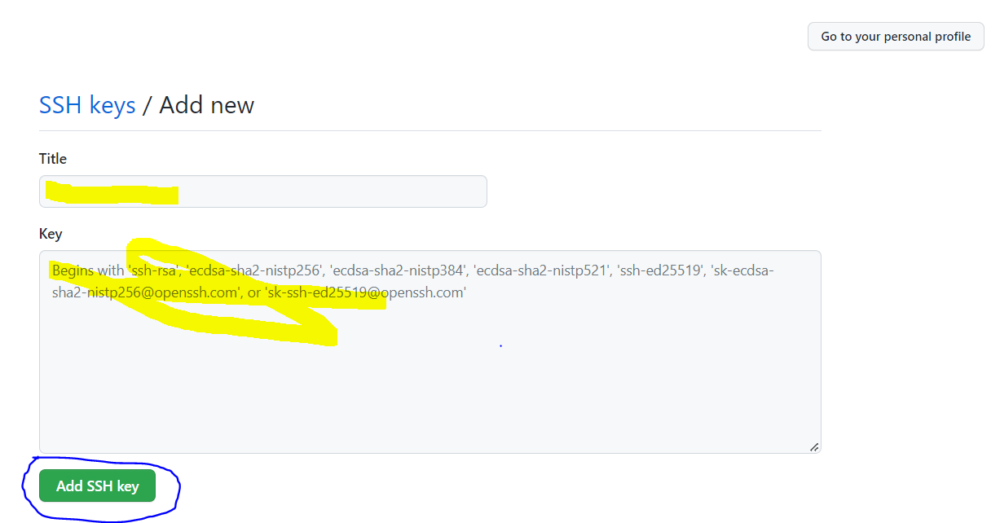 Go to your personal profile
SSH keys / Add new
Title
Key
Begins with 'ssh-rsa', 'ecdsa-sha2-nistp256', 'ecdsa-sha2-nistp384', 'ecdsa-sha2-nistp521', 'ssh-ed25519', 'sk-ecdsa-
sha2-nistp256@openssh.com', or 'sk-ssh-ed25519@openssh.com'
Add SSH key